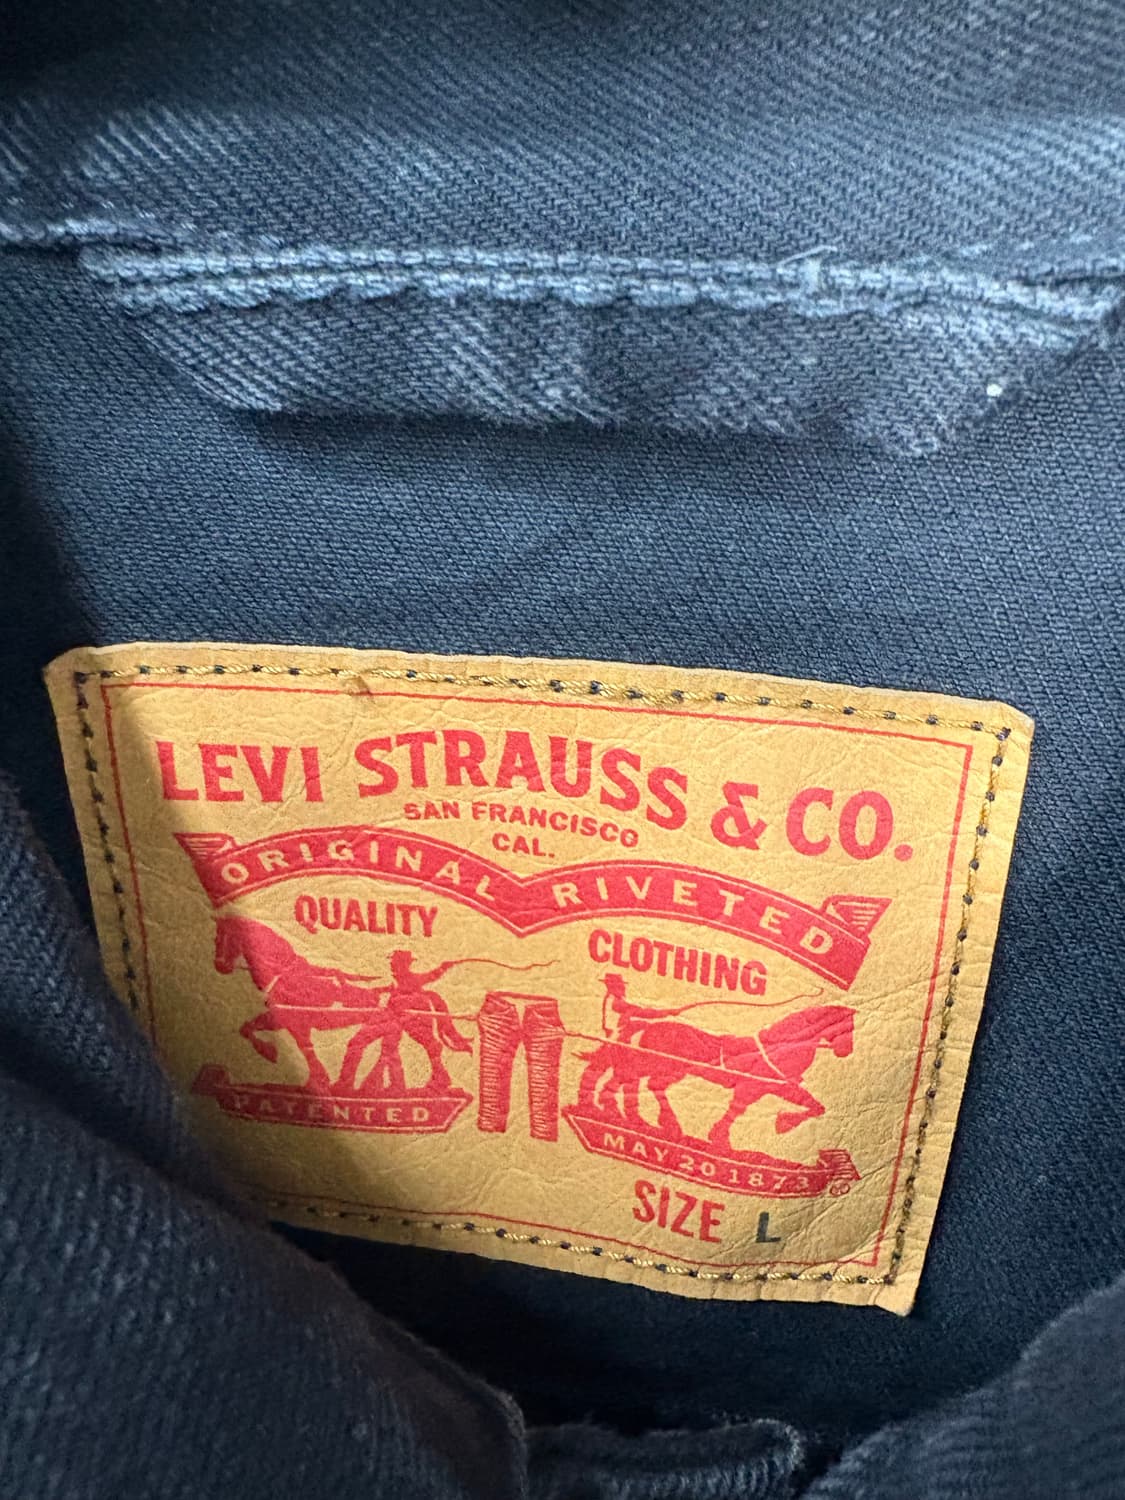 LEVI STRAUSS & CO.
SAN FRANCISCO
CAL.
ORIGINAL RIVETED
QUALITY
CLOTHING
PATENTED
MAY 20 1873
®
SIZE L